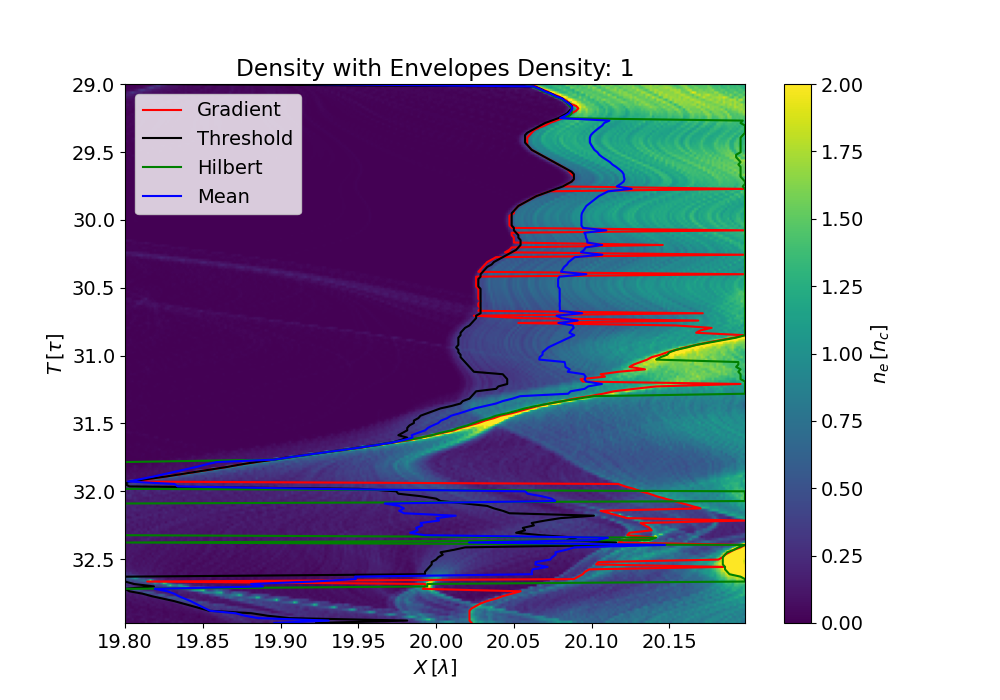 Density with Envelopes Density: 1
Gradient
Threshold
Hilbert
Mean
29.0
29.5
30.0
30.5
31.0
31.5
32.0
32.5
T [τ]
19.80 19.85 19.90 19.95 20.00 20.05 20.10 20.15
X [λ]
2.00
1.75
1.50
1.25
1.00
0.75
0.50
0.25
0.00
n_e [n_c]